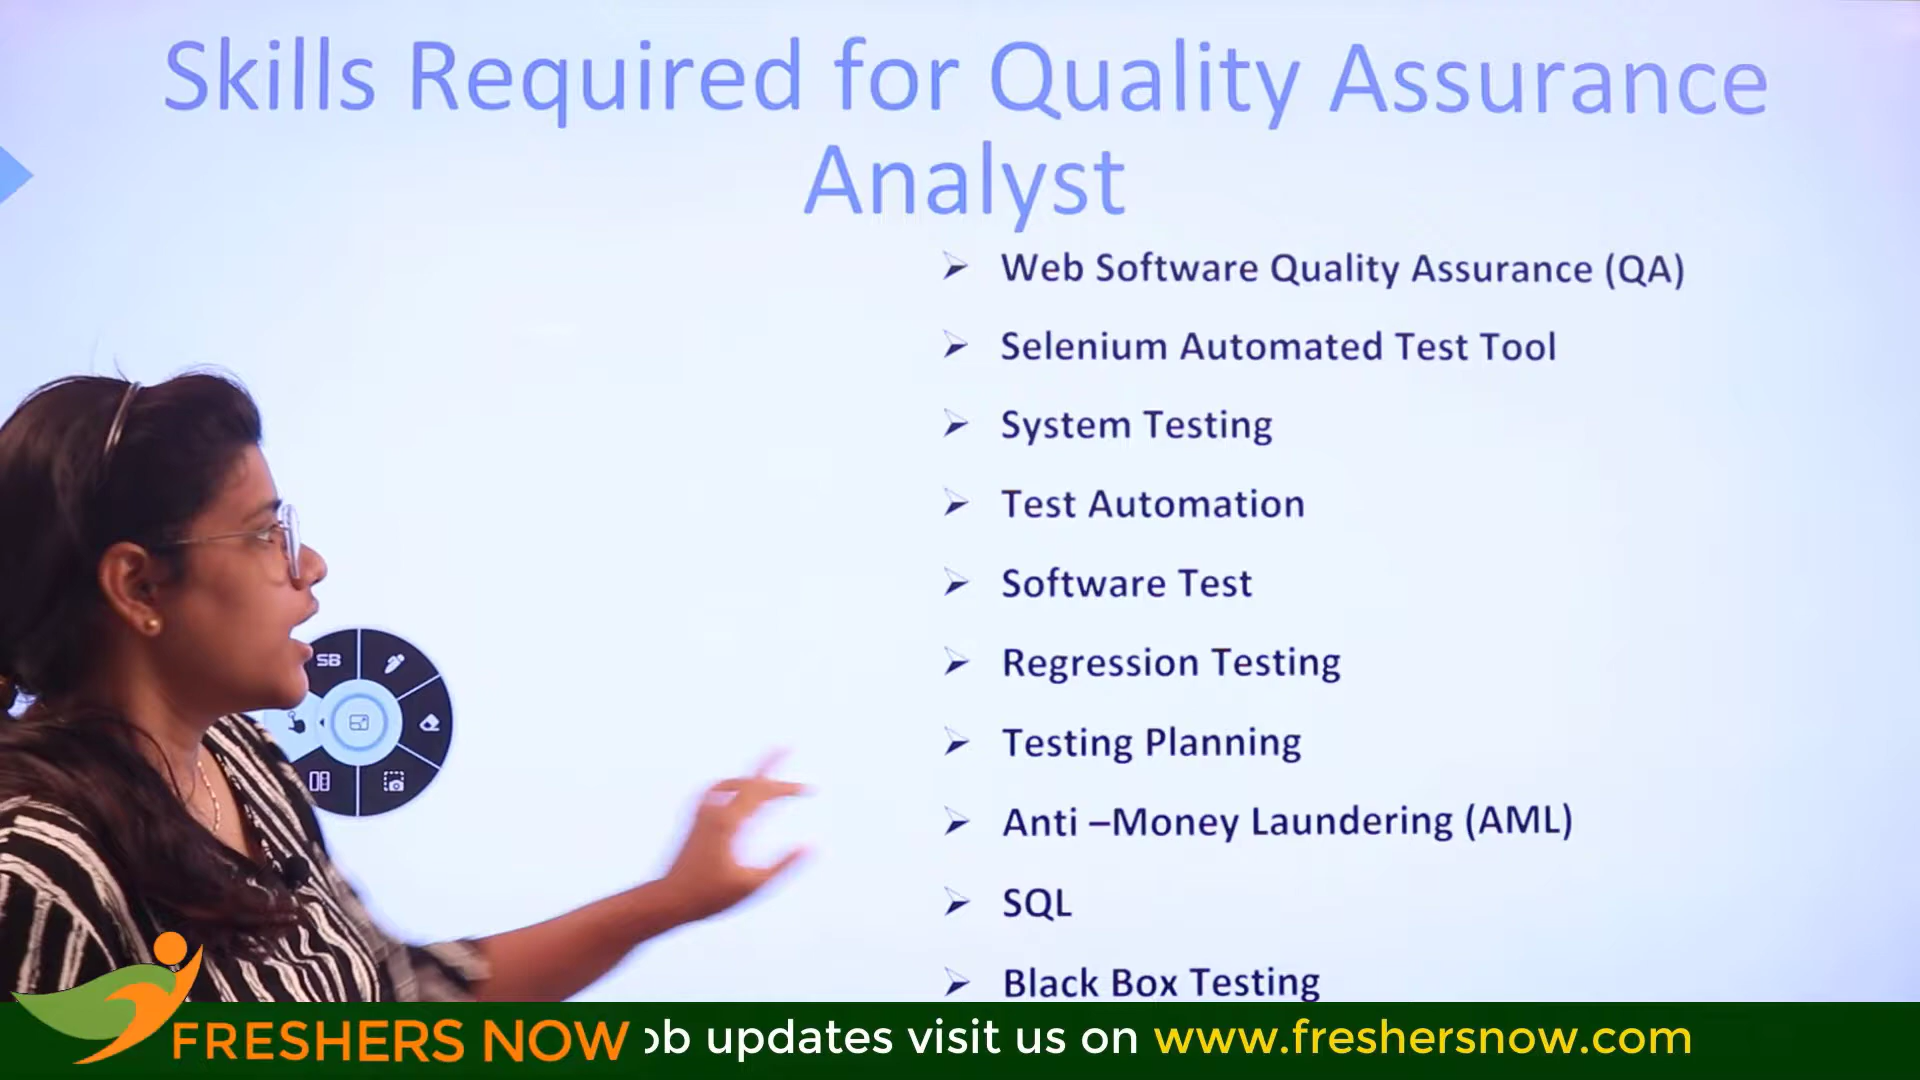 Skills Required for Quality Assurance
Analyst
➢ Web Software Quality Assurance (QA)
➢ Selenium Automated Test Tool
➢ System Testing
➢ Test Automation
➢ Software Test
➢ Regression Testing
➢ Testing Planning
➢ Anti –Money Laundering (AML)
➢ SQL
➢ Black Box Testing
SB
FRESHERS NOW ob updates visit us on www.freshersnow.com